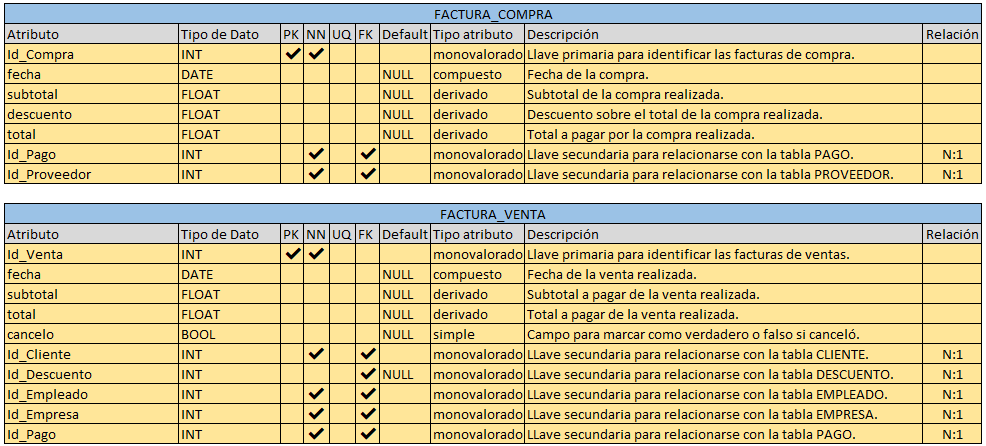 FACTURA_COMPRA
Atributo Tipo de Dato PK NN UQ FK Default Tipo atributo Descripción Relación
Id_Compra INT ✔ ✔ monovalorado Llave primaria para identificar las facturas de compra.
fecha DATE NULL compuesto Fecha de la compra.
subtotal FLOAT NULL derivado Subtotal de la compra realizada.
descuento FLOAT NULL derivado Descuento sobre el total de la compra realizada.
total FLOAT NULL derivado Total a pagar por la compra realizada.
Id_Pago INT ✔ ✔ monovalorado Llave secundaria para relacionarse con la tabla PAGO. N:1
Id_Proveedor INT ✔ ✔ monovalorado Llave secundaria para relacionarse con la tabla PROVEEDOR. N:1
FACTURA_VENTA
Atributo Tipo de Dato PK NN UQ FK Default Tipo atributo Descripción Relación
Id_Venta INT ✔ ✔ monovalorado Llave primaria para identificar las facturas de ventas.
fecha DATE NULL compuesto Fecha de la venta realizada.
subtotal FLOAT NULL derivado Subtotal a pagar de la venta realizada.
total FLOAT NULL derivado Total a pagar de la venta realizada.
cancelo BOOL NULL simple Campo para marcar como verdadero o falso si canceló.
Id_Cliente INT ✔ ✔ monovalorado LLave secundaria para relacionarse con la tabla CLIENTE. N:1
Id_Descuento INT ✔ NULL monovalorado LLave secundaria para relacionarse con la tabla DESCUENTO. N:1
Id_Empleado INT ✔ ✔ monovalorado LLave secundaria para relacionarse con la tabla EMPLEADO. N:1
Id_Empresa INT ✔ ✔ monovalorado LLave secundaria para relacionarse con la tabla EMPRESA. N:1
Id_Pago INT ✔ ✔ monovalorado LLave secundaria para relacionarse con la tabla PAGO. N:1